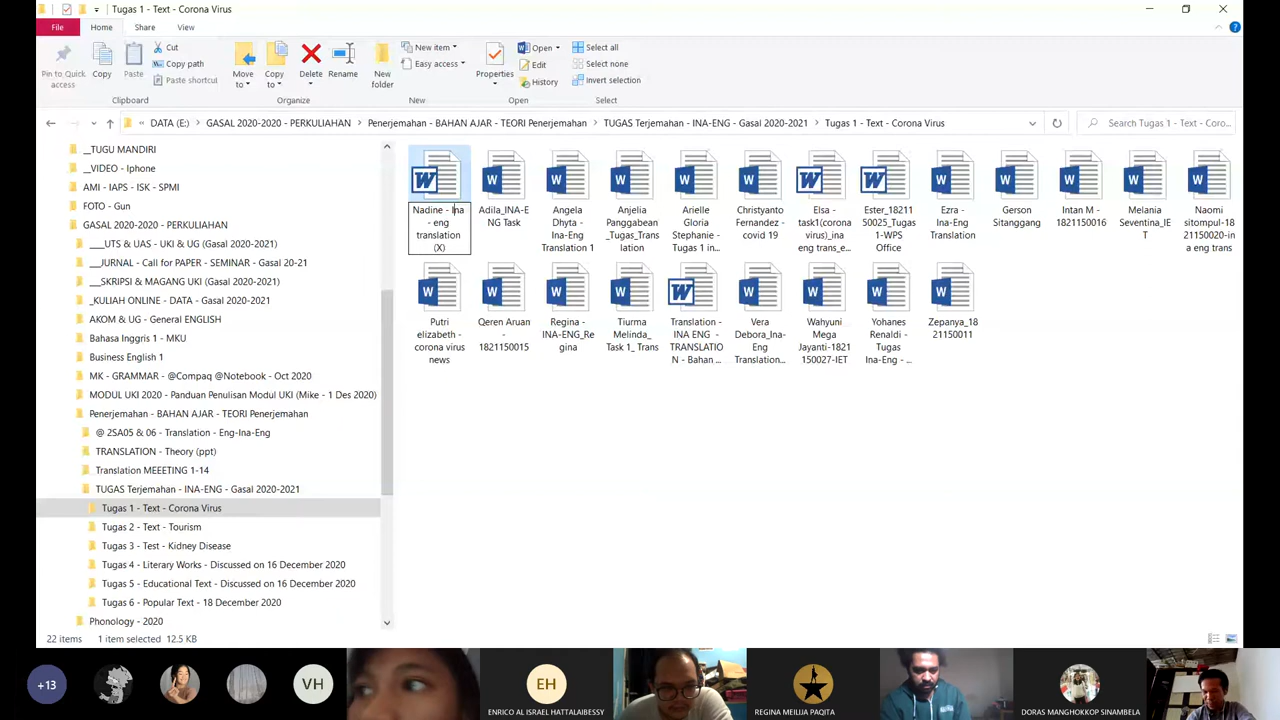 Tugas 1 - Text - Corona Virus
File
Home
Share
View
Pin to Quick
access
Copy
Paste
Cut
Copy path
Paste shortcut
Clipboard
Move
to
Copy
to
Delete
Rename
Organize
New
folder
New item
Easy access
New
Properties
Open
Edit
History
Open
Select all
Select none
Invert selection
Select
« DATA (E:) > GASAL 2020-2020 - PERKULIAHAN > Penerjemahan - BAHAN AJAR - TEORI Penerjemahan > TUGAS Terjemahan - INA-ENG - Gasal 2020-2021 > Tugas 1 - Text - Corona Virus
Search Tugas 1 - Text - Coro...
__TUGU MANDIRI
__VIDEO - Iphone
AMI - IAPS - ISK - SPMI
FOTO - Gun
GASAL 2020-2020 - PERKULIAHAN
___UTS & UAS - UKI & UG (Gasal 2020-2021)
___JURNAL - Call for PAPER - SEMINAR - Gasal 20-21
___SKRIPSI & MAGANG UKI (Gasal 2020-2021)
_KULIAH ONLINE - DATA - Gasal 2020-2021
AKOM & UG - General ENGLISH
Bahasa Inggris 1 - MKU
Business English 1
MK - GRAMMAR - @Compaq @Notebook - Oct 2020
MODUL UKI 2020 - Panduan Penulisan Modul UKI (Mike - 1 Des 2020)
Penerjemahan - BAHAN AJAR - TEORI Penerjemahan
@ 2SA05 & 06 - Translation - Eng-Ina-Eng
TRANSLATION - Theory (ppt)
Translation MEEETING 1-14
TUGAS Terjemahan - INA-ENG - Gasal 2020-2021
Tugas 1 - Text - Corona Virus
Tugas 2 - Text - Tourism
Tugas 3 - Test - Kidney Disease
Tugas 4 - Literary Works - Discussed on 16 December 2020
Tugas 5 - Educational Text - Discussed on 16 December 2020
Tugas 6 - Popular Text - 18 December 2020
Phonology - 2020
Nadine - Ina
- eng
translation
(X)
Adila_INA-E
NG Task
Angela
Dhyta -
Ina-Eng
Translation 1
Anjelia
Panggabean
_Tugas_Trans
lation
Arielle
Gloria
Stephanie -
Tugas 1 in...
Christyanto
Fernandez -
covid 19
Elsa -
task1(corona
virus)_ina
eng trans_e...
Ester_18211
50025_Tugas
1-WPS
Office
Ezra -
Ina-Eng
Translation
Gerson
Sitanggang
Intan M -
1821150016
Melania
Seventina_IE
T
Naomi
sitompul-18
21150020-in
a eng trans
Putri
elizabeth -
corona virus
news
Qeren Aruan
-
1821150015
Regina -
INA-ENG_Re
gina
Tiurma
Melinda_
Task 1_ Trans
Translation -
INA ENG -
TRANSLATIO
N - Bahan ...
Vera
Debora_Ina-
Eng
Translation...
Wahyuni
Mega
Jayanti-1821
150027-IET
Yohanes
Renaldi -
Tugas
Ina-Eng - ...
Zepanya_18
21150011
22 items
1 item selected 12.5 KB
+13
VH
EH
ENRICO AL ISRAEL HATTALAIBESSY
REGINA MEILIJA PAQITA
DORAS MANGHOKKOP SINAMBELA